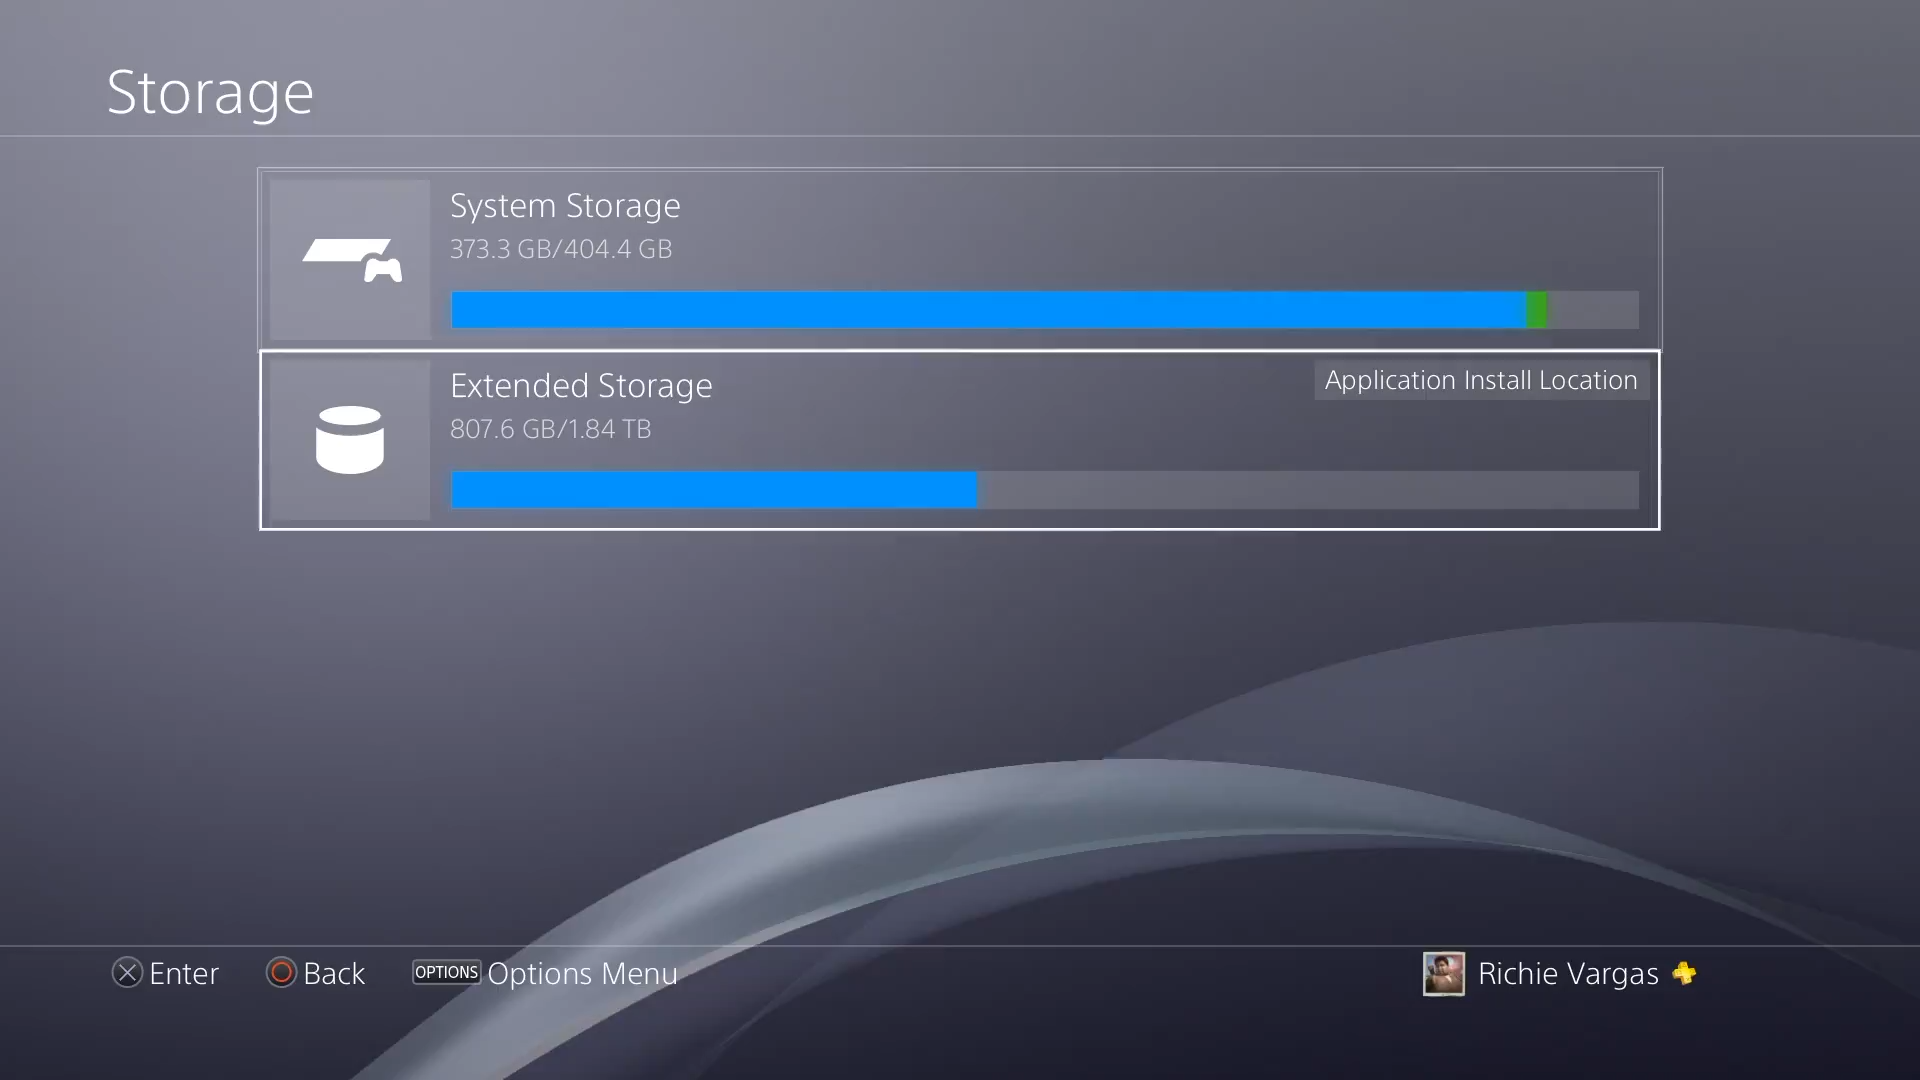 Storage
System Storage
373.3 GB/404.4 GB
Extended Storage
Application Install Location
807.6 GB/1.84 TB
Enter
Back
OPTIONS Options Menu
Richie Vargas